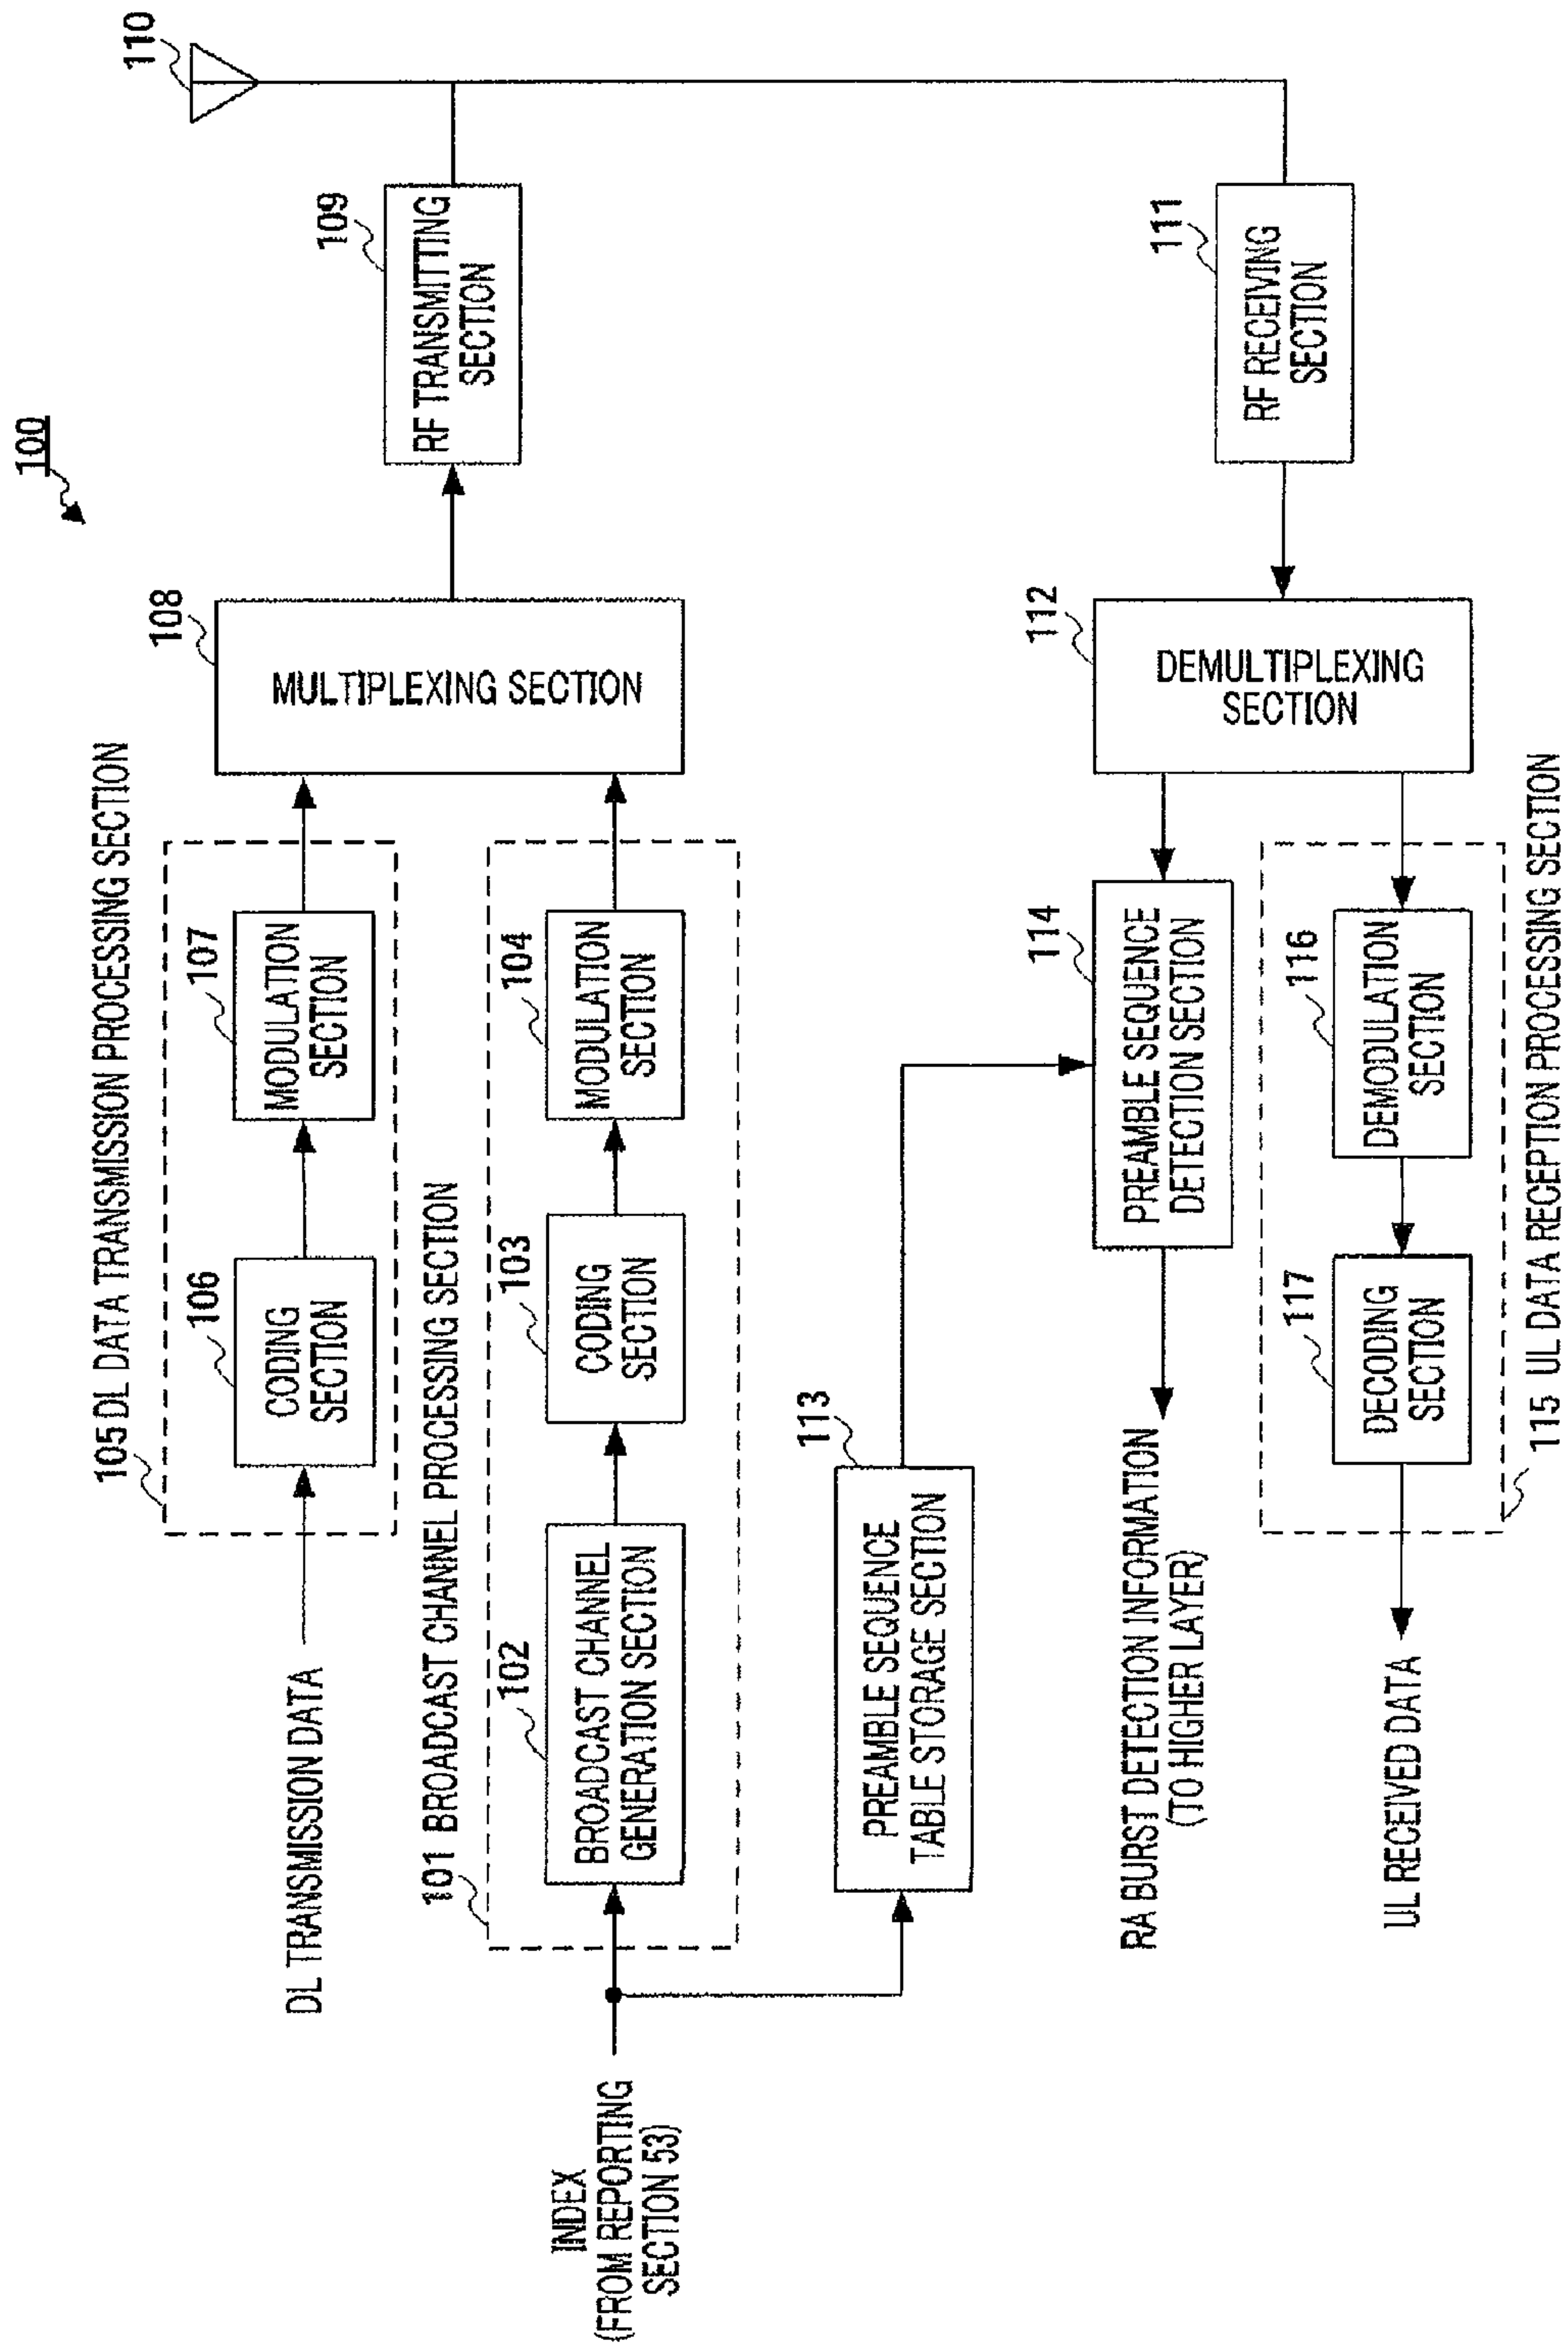 100
110
105 DL DATA TRANSMISSION PROCESSING SECTION
DL TRANSMISSION DATA
106
CODING
SECTION
107
MODULATION
SECTION
108
MULTIPLEXING SECTION
109
RF TRANSMITTING
SECTION
101 BROADCAST CHANNEL PROCESSING SECTION
INDEX
(FROM REPORTING
SECTION 53)
102
BROADCAST CHANNEL
GENERATION SECTION
103
CODING
SECTION
104
MODULATION
SECTION
113
PREAMBLE SEQUENCE
TABLE STORAGE SECTION
RA BURST DETECTION INFORMATION
(TO HIGHER LAYER)
114
PREAMBLE SEQUENCE
DETECTION SECTION
112
DEMULTIPLEXING
SECTION
111
RF RECEIVING
SECTION
UL RECEIVED DATA
117
DECODING
SECTION
116
DEMODULATION
SECTION
115 UL DATA RECEPTION PROCESSING SECTION